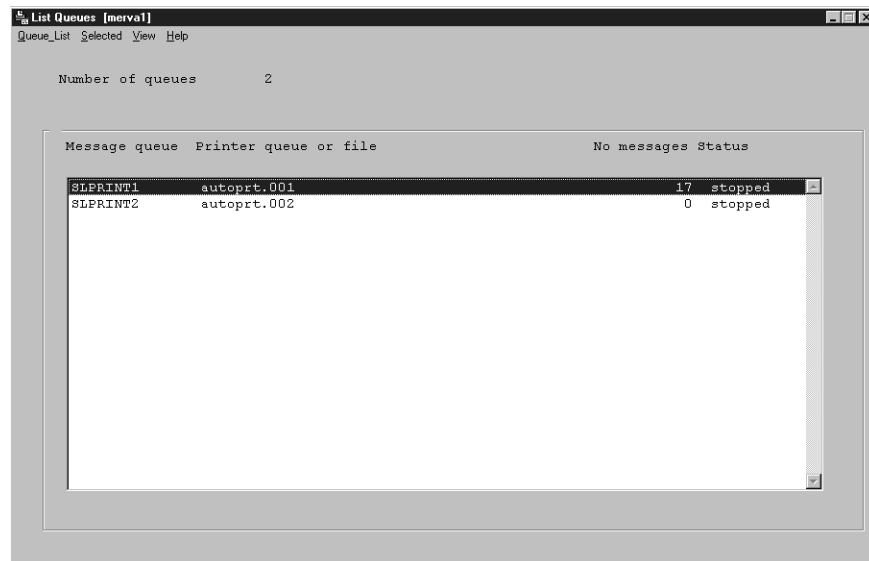 List Queues [merva1]
Queue_List Selected View Help
Number of queues 2
Message queue Printer queue or file No messages Status
SLPRINT1 autoprt.001 17 stopped
SLPRINT2 autoprt.002 0 stopped